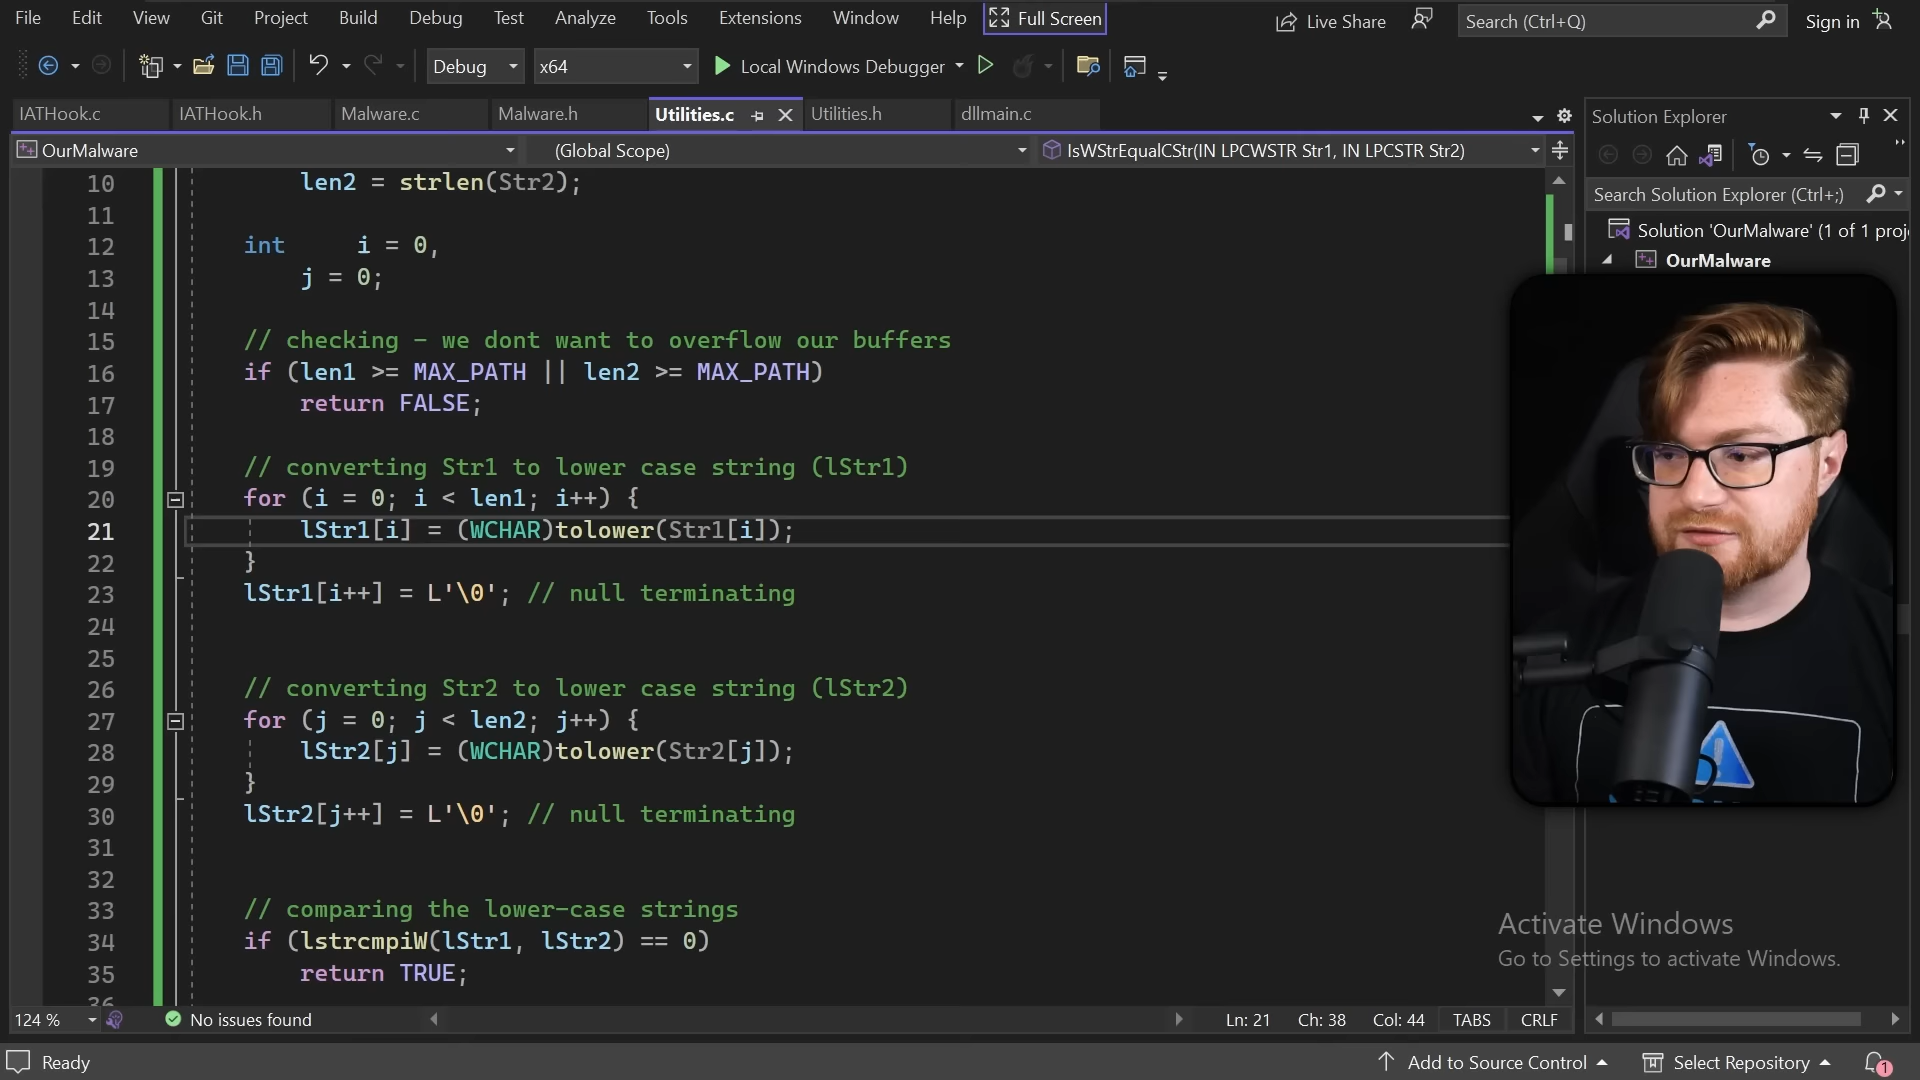 File Edit View Git Project Build Debug Test Analyze Tools Extensions Window Help Full Screen Live Share Search (Ctrl+Q) Sign in
Debug x64 Local Windows Debugger
IATHook.c IATHook.h Malware.c Malware.h Utilities.c Utilities.h dllmain.c
OurMalware (Global Scope) IsWStrEqualCStr(IN LPCWSTR Str1, IN LPCSTR Str2)
10 len2 = strlen(Str2);
11
12 int i = 0,
13 j = 0;
14
15 // checking - we dont want to overflow our buffers
16 if (len1 >= MAX_PATH || len2 >= MAX_PATH)
17 return FALSE;
18
19 // converting Str1 to lower case string (lStr1)
20 for (i = 0; i < len1; i++) {
21 lStr1[i] = (WCHAR)tolower(Str1[i]);
22 }
23 lStr1[i++] = L'\0'; // null terminating
24
25
26 // converting Str2 to lower case string (lStr2)
27 for (j = 0; j < len2; j++) {
28 lStr2[j] = (WCHAR)tolower(Str2[j]);
29 }
30 lStr2[j++] = L'\0'; // null terminating
31
32
33 // comparing the lower-case strings
34 if (lstrcmpiW(lStr1, lStr2) == 0)
35 return TRUE;
36
Solution Explorer
Search Solution Explorer (Ctrl+;)
Solution 'OurMalware' (1 of 1 proj
OurMalware
Activate Windows
Go to Settings to activate Windows.
124 % No issues found Ln: 21 Ch: 38 Col: 44 TABS CRLF
Ready Add to Source Control Select Repository 1